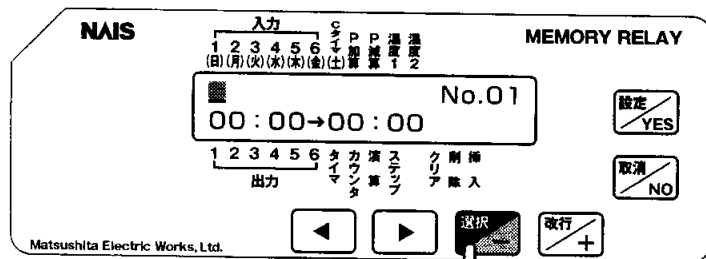 NAIS
MEMORY RELAY
入力
1 2 3 4 5 6 Cタイマ P加算 P減算 温度1 温度2
(日)(月)(火)(水)(木)(金)(土)
No.01
00:00→00:00
1 2 3 4 5 6 タイマ カウンタ 演算 ステップ クリア 削除 挿入
出力
設定 YES
取消 NO
◀ ▶ 選択 − 改行 +
Matsushita Electric Works, Ltd.